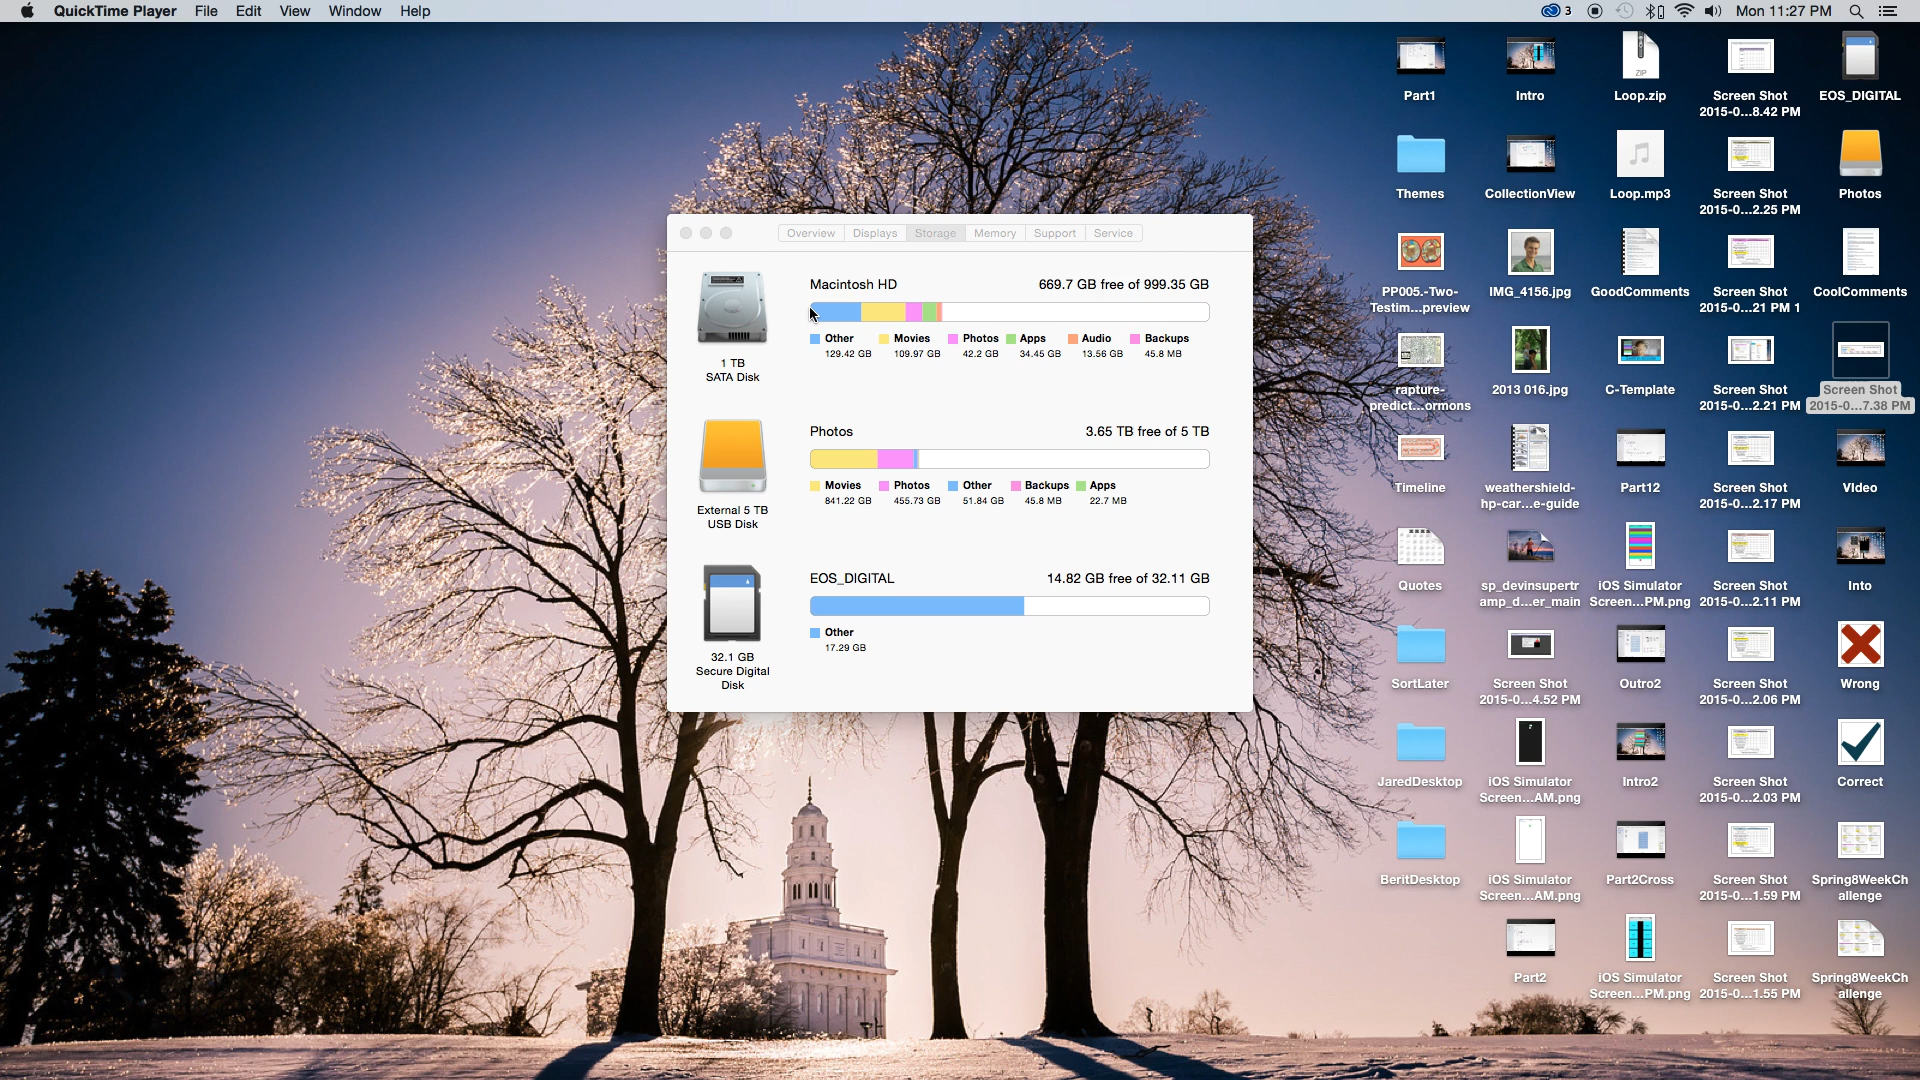 QuickTime Player File Edit View Window Help
3 Mon 11:27 PM
Overview Displays Storage Memory Support Service
Macintosh HD 669.7 GB free of 999.35 GB
Other Movies Photos Apps Audio Backups
129.42 GB 109.97 GB 42.2 GB 34.45 GB 13.56 GB 45.8 MB
1 TB
SATA Disk
Photos 3.65 TB free of 5 TB
Movies Photos Other Backups Apps
841.22 GB 455.73 GB 51.84 GB 45.8 MB 22.7 MB
External 5 TB
USB Disk
EOS_DIGITAL 14.82 GB free of 32.11 GB
Other
17.29 GB
32.1 GB
Secure Digital
Disk
Part1
Themes
PP005.-Two-
Testim...preview
rapture-
predict...ormons
Timeline
Quotes
SortLater
JaredDesktop
BeritDesktop
Intro
CollectionView
IMG_4156.jpg
2013 016.jpg
weathershield-
hp-car...e-guide
sp_devinsupertr
amp_d...er_main
Screen Shot
2015-0...4.52 PM
iOS Simulator
Screen...AM.png
iOS Simulator
Screen...AM.png
Part2
ZIP
Loop.zip
Loop.mp3
GoodComments
C-Template
Part12
iOS Simulator
Screen...PM.png
Outro2
Intro2
Part2Cross
iOS Simulator
Screen...PM.png
Screen Shot
2015-0...8.42 PM
Screen Shot
2015-0...2.25 PM
Screen Shot
2015-0...21 PM 1
Screen Shot
2015-0...2.21 PM
Screen Shot
2015-0...2.17 PM
Screen Shot
2015-0...2.11 PM
Screen Shot
2015-0...2.06 PM
Screen Shot
2015-0...2.03 PM
Screen Shot
2015-0...1.59 PM
Screen Shot
2015-0...1.55 PM
EOS_DIGITAL
Photos
CoolComments
Screen Shot
2015-0...7.38 PM
VIdeo
Into
Wrong
Correct
Spring8WeekCh
allenge
Spring8WeekCh
allenge